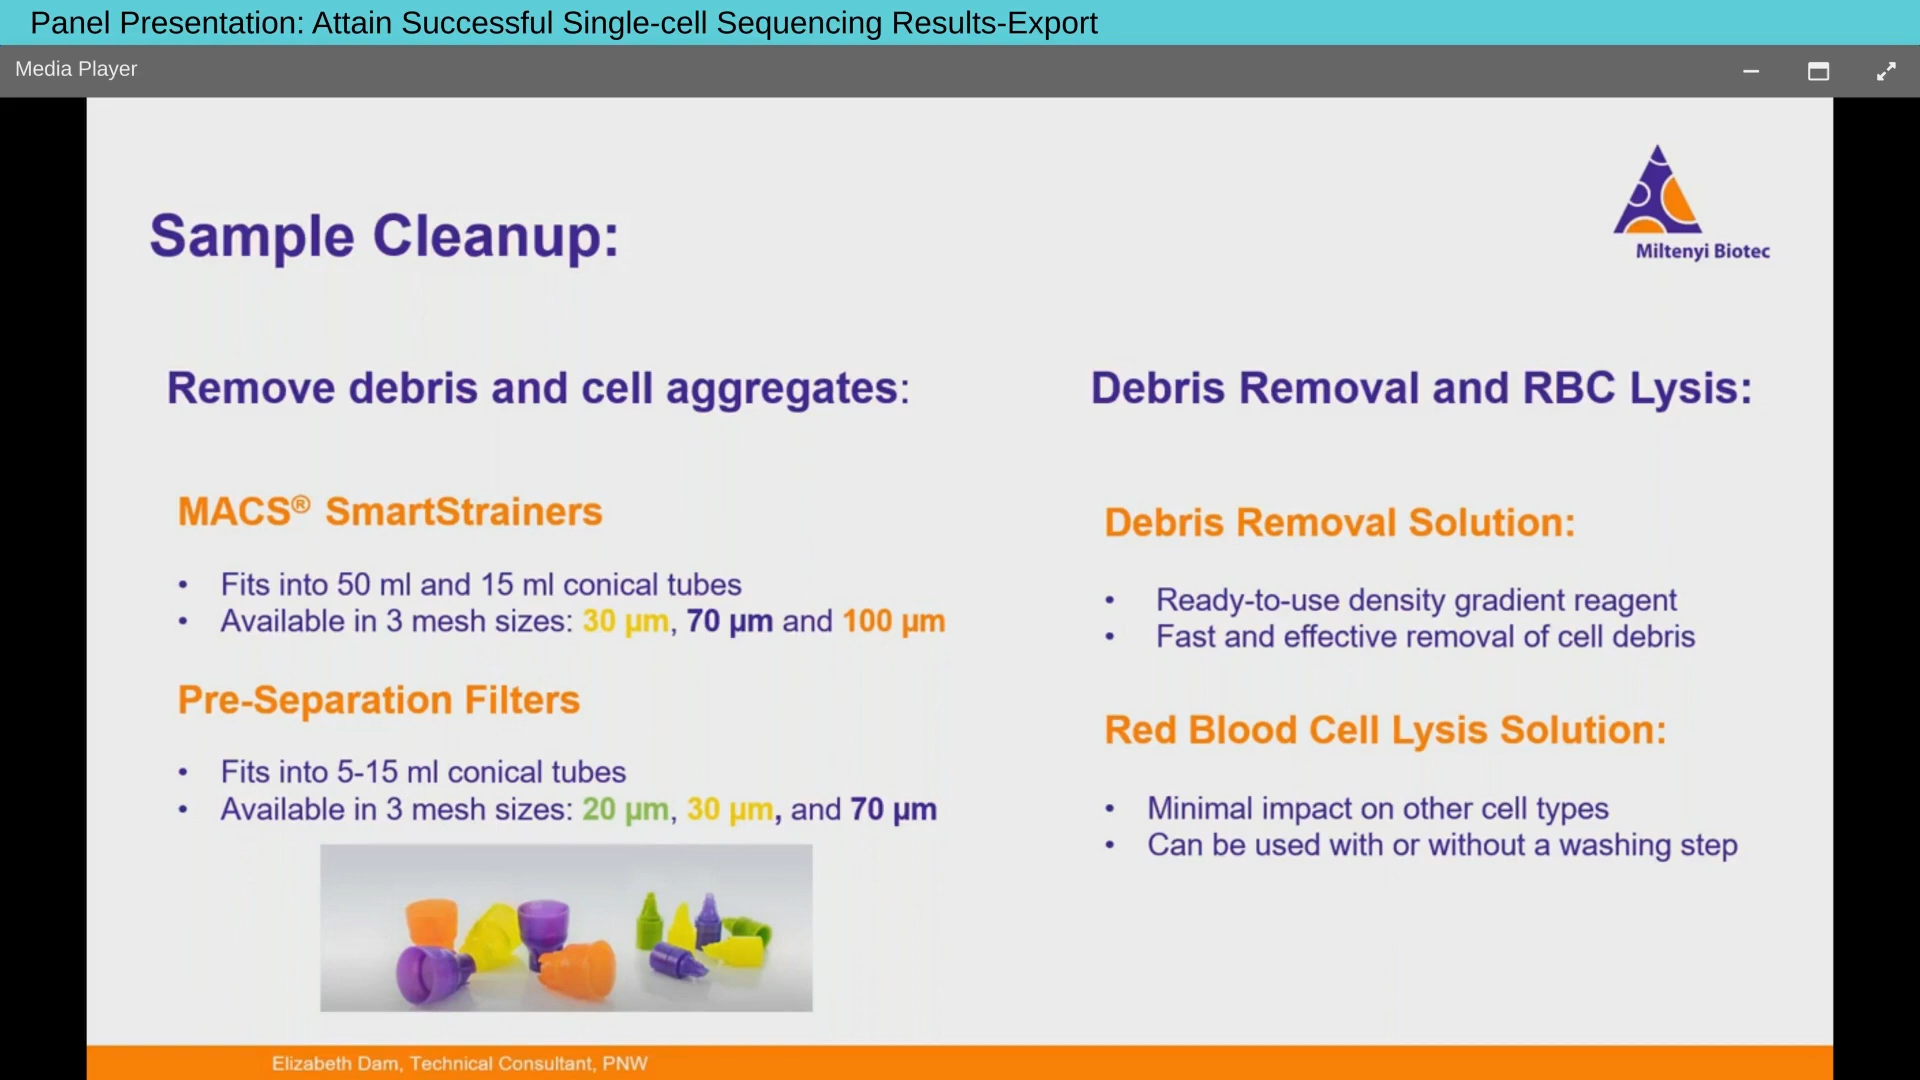 Panel Presentation: Attain Successful Single-cell Sequencing Results-Export
Media Player
Miltenyi Biotec
Sample Cleanup:
Remove debris and cell aggregates:
MACS® SmartStrainers
• Fits into 50 ml and 15 ml conical tubes
• Available in 3 mesh sizes: 30 µm, 70 µm and 100 µm
Pre-Separation Filters
• Fits into 5-15 ml conical tubes
• Available in 3 mesh sizes: 20 µm, 30 µm, and 70 µm
Debris Removal and RBC Lysis:
Debris Removal Solution:
• Ready-to-use density gradient reagent
• Fast and effective removal of cell debris
Red Blood Cell Lysis Solution:
• Minimal impact on other cell types
• Can be used with or without a washing step
Elizabeth Dam, Technical Consultant, PNW